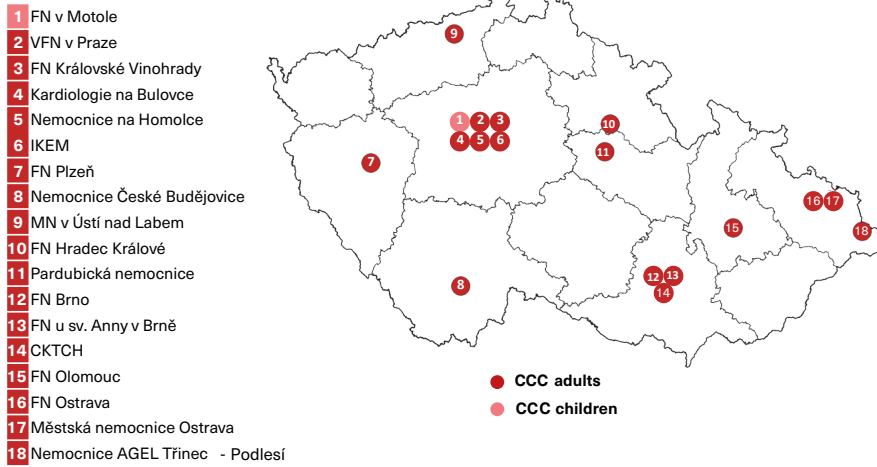 1 FN v Motole
2 VFN v Praze
3 FN Královské Vinohrady
4 Kardiologie na Bulovce
5 Nemocnice na Homolce
6 IKEM
7 FN Plzeň
8 Nemocnice České Budějovice
9 MN v Ústí nad Labem
10 FN Hradec Králové
11 Pardubická nemocnice
12 FN Brno
13 FN u sv. Anny v Brně
14 CKTCH
15 FN Olomouc
16 FN Ostrava
17 Městská nemocnice Ostrava
18 Nemocnice AGEL Třinec - Podlesí
9
1 2 3
10
4 5 6
11
7
16 17
15
18
12 13
8
14
CCC adults
CCC children